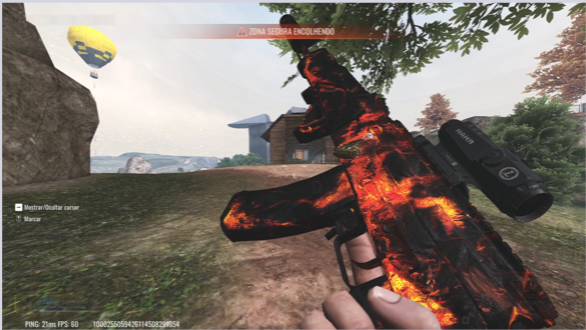 ZONA SEGURA ENCOLHENDO
Mostrar/Ocultar cursor
Marcar
PING: 21ms FPS: 60